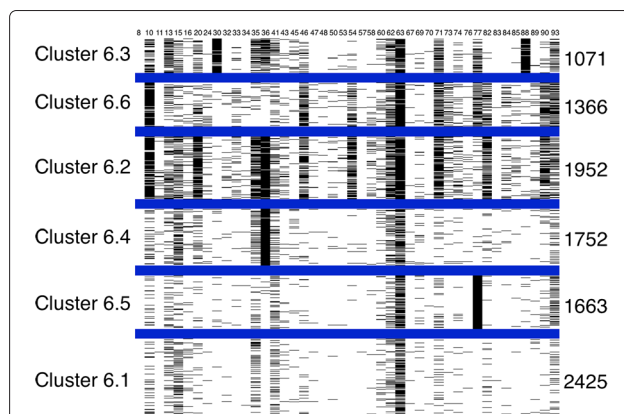 8 10 11 13 15 16 20 24 30 32 33 34 35 36 41 43 45 46 47 48 50 53 54 55 57 58 60 62 63 67 69 70 71 73 74 76 77 82 84 85 88 89 90 93
Cluster 6.3 1071
Cluster 6.6 1366
Cluster 6.2 1952
Cluster 6.4 1752
Cluster 6.5 1663
Cluster 6.1 2425